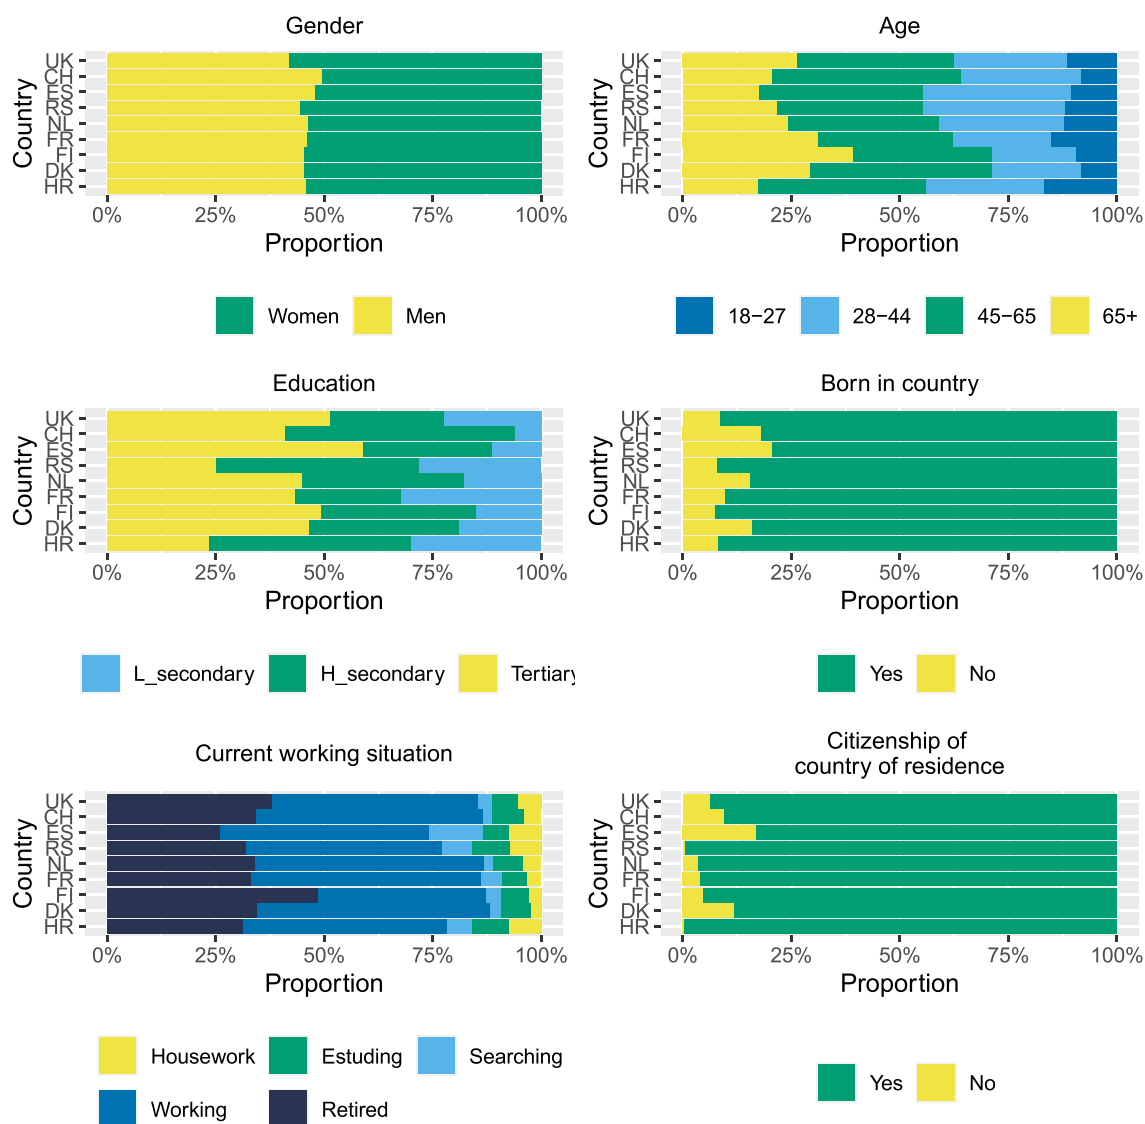 Gender
Country
UK
CH
ES
RS
NL
FR
FI
DK
HR
0% 25% 50% 75% 100%
Proportion
Women Men
Age
Country
UK
CH
ES
RS
NL
FR
FI
DK
HR
0% 25% 50% 75% 100%
Proportion
18−27 28−44 45−65 65+
Education
Country
UK
CH
ES
RS
NL
FR
FI
DK
HR
0% 25% 50% 75% 100%
Proportion
L_secondary H_secondary Tertiary
Born in country
Country
UK
CH
ES
RS
NL
FR
FI
DK
HR
0% 25% 50% 75% 100%
Proportion
Yes No
Current working situation
Country
UK
CH
ES
RS
NL
FR
FI
DK
HR
0% 25% 50% 75% 100%
Proportion
Housework Estuding Searching
Working Retired
Citizenship of
country of residence
Country
UK
CH
ES
RS
NL
FR
FI
DK
HR
0% 25% 50% 75% 100%
Proportion
Yes No